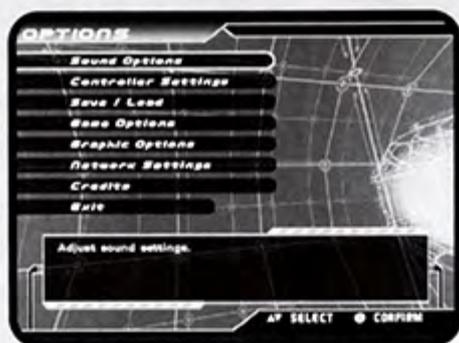 OPTIONS
Sound Options
Controller Settings
Save / Load
Game Options
Graphic Options
Network Settings
Credits
Exit
Adjust sound settings.
▲▼ SELECT ● CONFIRM